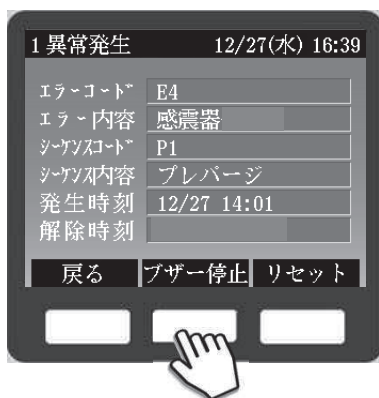 1 異常発生 12/27(水) 16:39
ｴﾗｰｺｰﾄﾞ E4
エラー内容 感震器
ｼｰｹﾝｽｺｰﾄﾞ P1
ｼｰｹﾝｽ内容 プレパージ
発生時刻 12/27 14:01
解除時刻
戻る ブザー停止 リセット